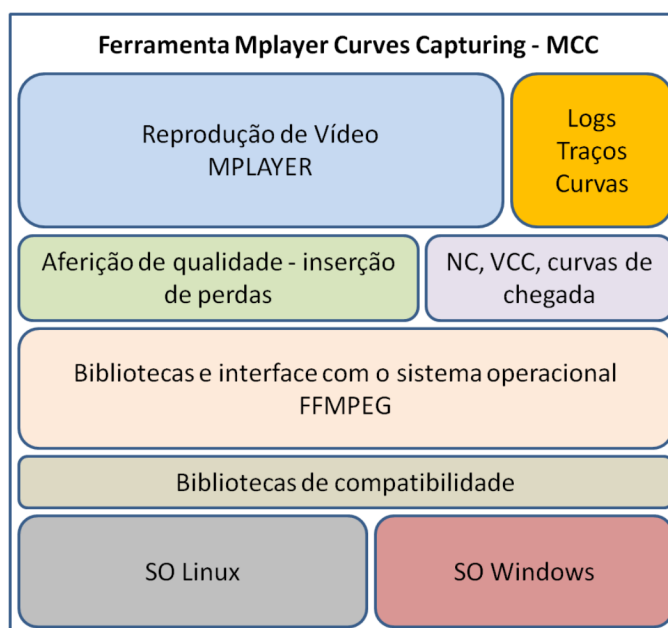 Ferramenta Mplayer Curves Capturing - MCC
Reprodução de Vídeo
MPLAYER
Logs
Traços
Curvas
Aferição de qualidade - inserção
de perdas
NC, VCC, curvas de
chegada
Bibliotecas e interface com o sistema operacional
FFMPEG
Bibliotecas de compatibilidade
SO Linux
SO Windows